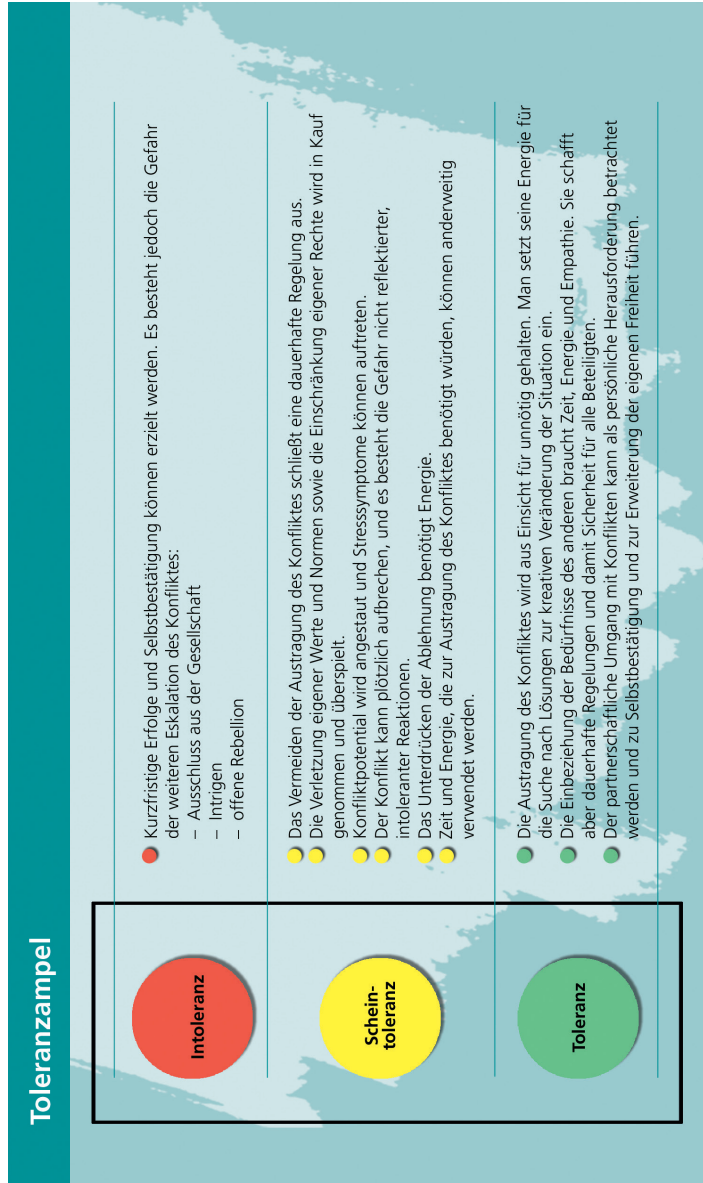 Toleranzampel
Intoleranz
Kurzfristige Erfolge und Selbstbestätigung können erzielt werden. Es besteht jedoch die Gefahr
der weiteren Eskalation des Konfliktes:
– Ausschluss aus der Gesellschaft
– Intrigen
– offene Rebellion
Schein-
toleranz
Das Vermeiden der Austragung des Konfliktes schließt eine dauerhafte Regelung aus.
Die Verletzung eigener Werte und Normen sowie die Einschränkung eigener Rechte wird in Kauf
genommen und überspielt.
Konfliktpotential wird angestaut und Stresssymptome können auftreten.
Der Konflikt kann plötzlich aufbrechen, und es besteht die Gefahr nicht reflektierter,
intoleranter Reaktionen.
Das Unterdrücken der Ablehnung benötigt Energie.
Zeit und Energie, die zur Austragung des Konfliktes benötigt würden, können anderweitig
verwendet werden.
Toleranz
Die Austragung des Konfliktes wird aus Einsicht für unnötig gehalten. Man setzt seine Energie für
die Suche nach Lösungen zur kreativen Veränderung der Situation ein.
Die Einbeziehung der Bedürfnisse des anderen braucht Zeit, Energie und Empathie. Sie schafft
aber dauerhafte Regelungen und damit Sicherheit für alle Beteiligten.
Der partnerschaftliche Umgang mit Konflikten kann als persönliche Herausforderung betrachtet
werden und zu Selbstbestätigung und zur Erweiterung der eigenen Freiheit führen.